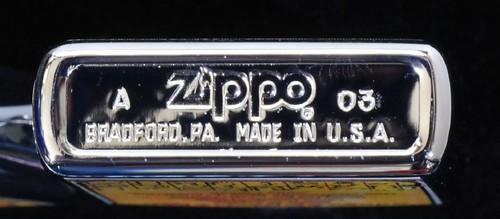 A Zippo® 03
BRADFORD, PA. MADE IN U.S.A.